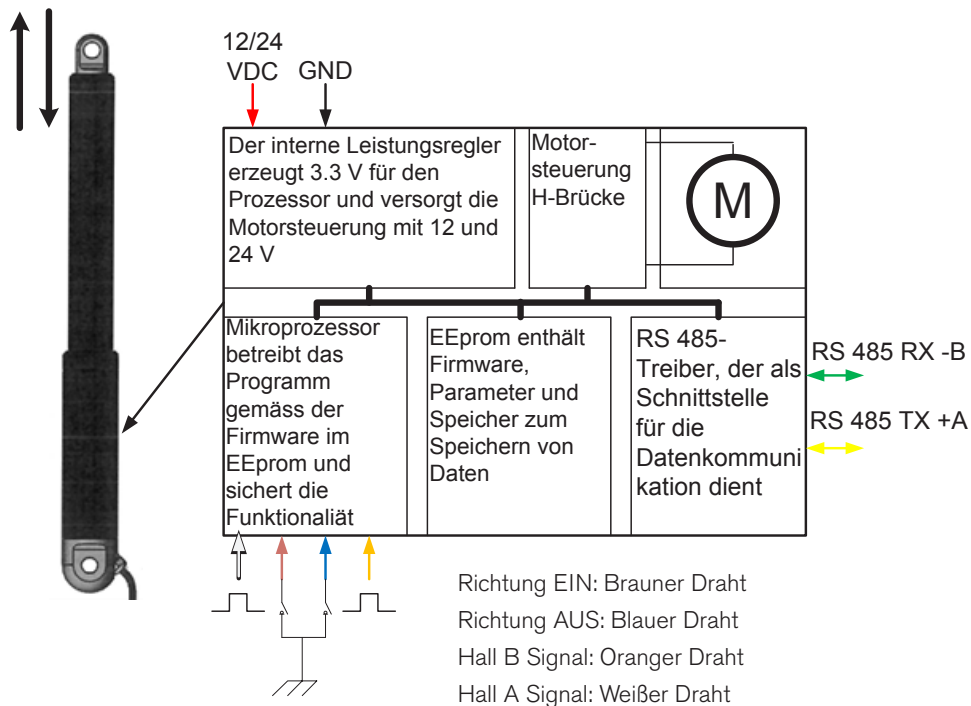 12/24
VDC GND
Der interne Leistungsregler
erzeugt 3.3 V für den
Prozessor und versorgt die
Motorsteuerung mit 12 und
24 V
Motor-
steuerung
H-Brücke
M
Mikroprozessor
betreibt das
Programm
gemäss der
Firmware im
EEprom und
sichert die
Funktionaliät
EEprom enthält
Firmware,
Parameter und
Speicher zum
Speichern von
Daten
RS 485-
Treiber, der als
Schnittstelle
für die
Datenkommuni
kation dient
RS 485 RX -B
RS 485 TX +A
Richtung EIN: Brauner Draht
Richtung AUS: Blauer Draht
Hall B Signal: Oranger Draht
Hall A Signal: Weißer Draht